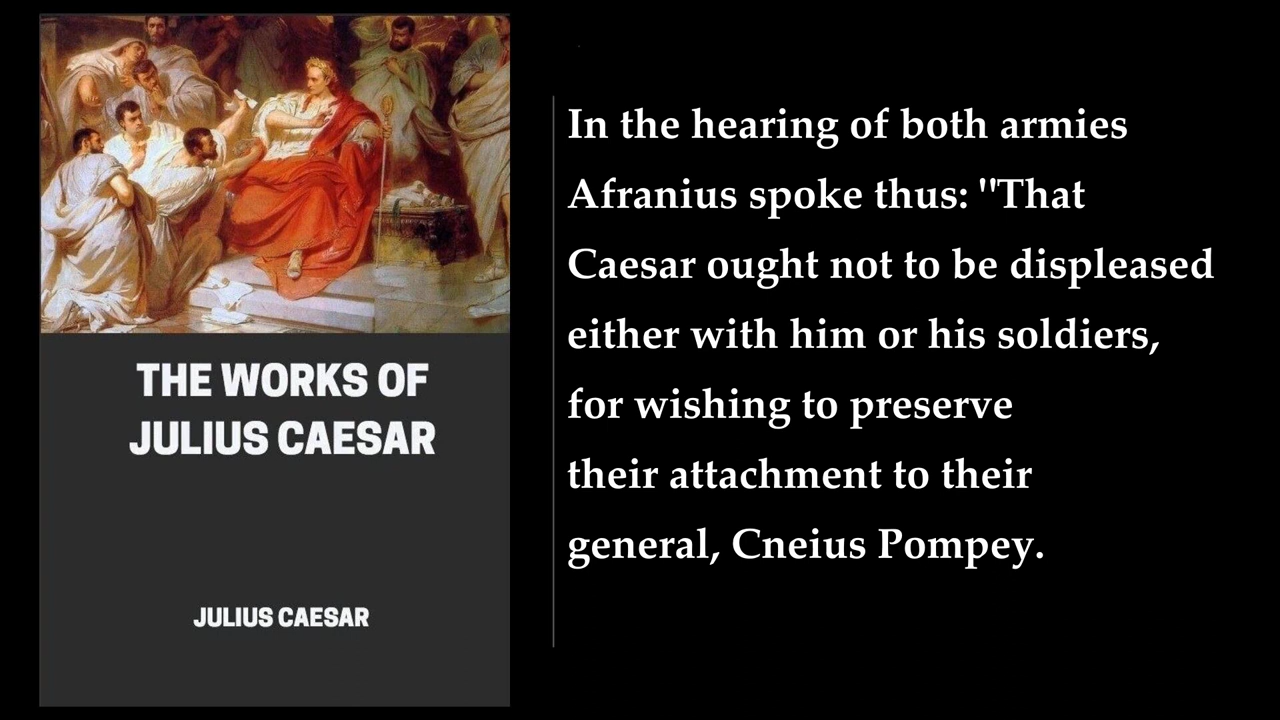 THE WORKS OF
JULIUS CAESAR
JULIUS CAESAR
In the hearing of both armies
Afranius spoke thus: "That
Caesar ought not to be displeased
either with him or his soldiers,
for wishing to preserve
their attachment to their
general, Cneius Pompey.